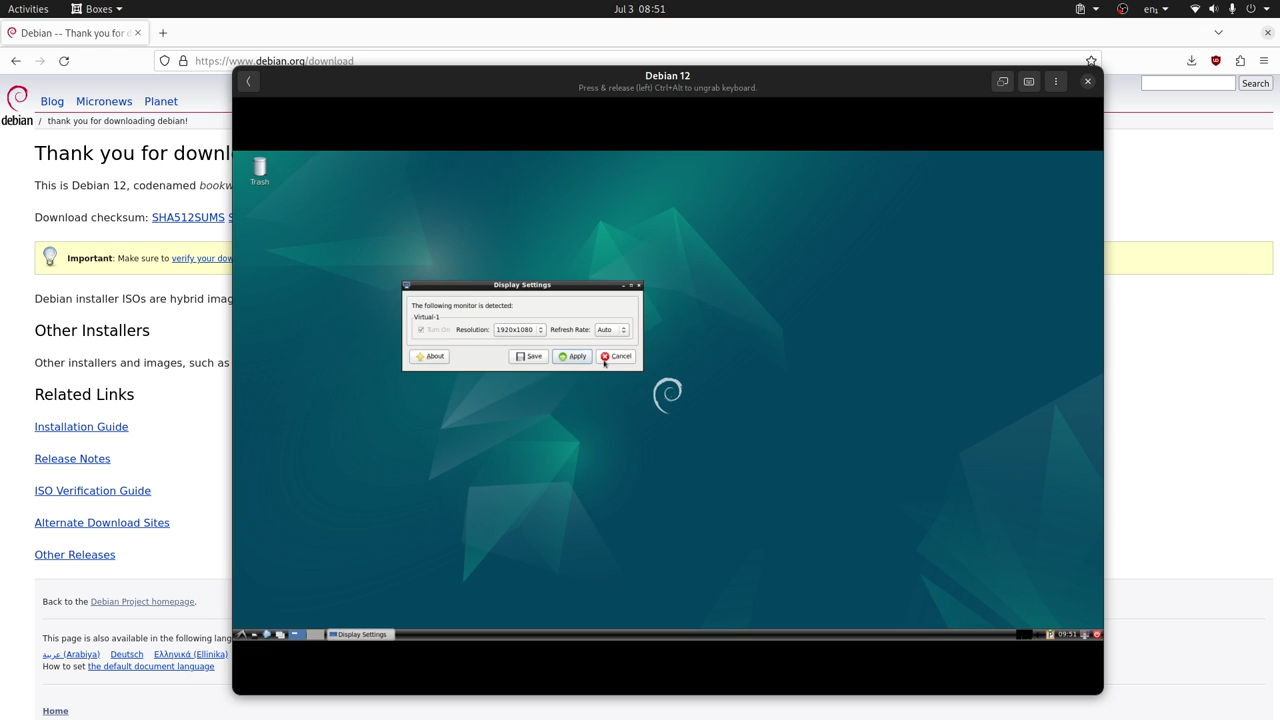 Activities
Boxes
Jul 3 08:51
en₁
Debian -- Thank you for d
https://www.debian.org/download
Debian 12
Press & release (left) Ctrl+Alt to ungrab keyboard.
debian
Blog
Micronews
Planet
Search
/ thank you for downloading debian!
Thank you for downl
This is Debian 12, codenamed bookw
Download checksum: SHA512SUMS S
Important: Make sure to verify your dow
Debian installer ISOs are hybrid imag
Other Installers
Other installers and images, such as
Related Links
Installation Guide
Release Notes
ISO Verification Guide
Alternate Download Sites
Other Releases
Back to the Debian Project homepage.
This page is also available in the following lang
عربية (Arabiya) Deutsch Ελληνικά (Ellinika)
How to set the default document language
Home
Trash
Display Settings
The following monitor is detected:
Virtual-1
Turn On
Resolution: 1920x1080
Refresh Rate: Auto
About
Save
Apply
Cancel
Display Settings
09:51